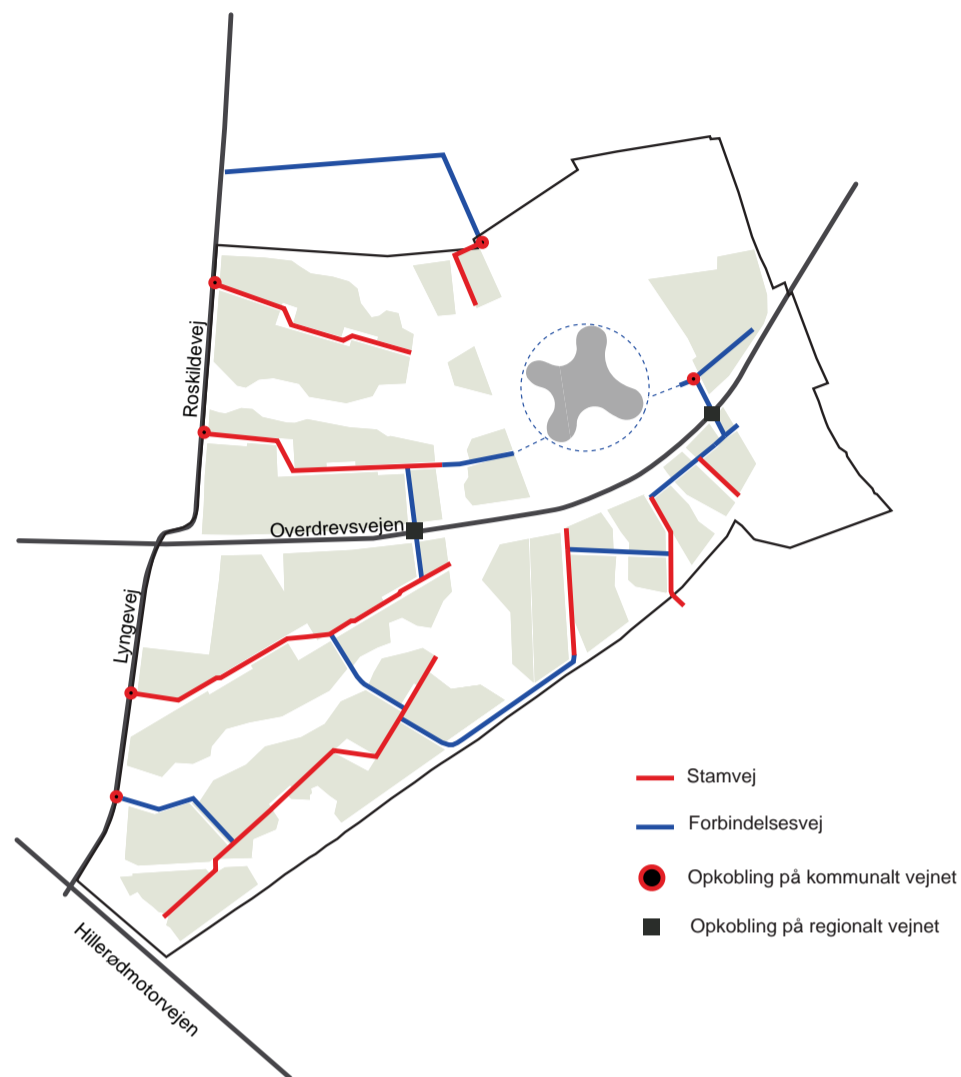 Roskildevej
Overdrevsvejen
Lyngevej
Stamvej
Forbindelsesvej
Opkobling på kommunalt vejnet
Opkobling på regionalt vejnet
Hillerødmotorvejen